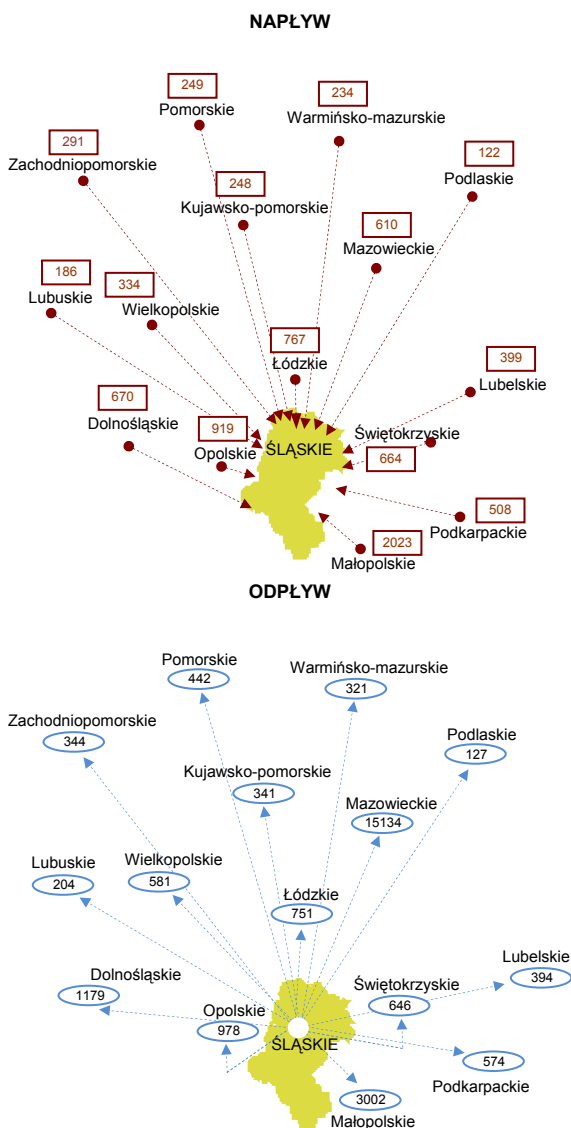 NAPŁYW
249
Pomorskie
234
Warmińsko-mazurskie
291
Zachodniopomorskie
122
Podlaskie
248
Kujawsko-pomorskie
610
Mazowieckie
186
Lubuskie
334
Wielkopolskie
767
Łódzkie
399
Lubelskie
670
Dolnośląskie
919
Opolskie
ŚLĄSKIE
Świętokrzyskie
664
508
Podkarpackie
2023
Małopolskie
ODPŁYW
Pomorskie
442
Warmińsko-mazurskie
321
Zachodniopomorskie
344
Podlaskie
127
Kujawsko-pomorskie
341
Mazowieckie
15134
Lubuskie
204
Wielkopolskie
581
Łódzkie
751
Lubelskie
394
Dolnośląskie
1179
Świętokrzyskie
646
Opolskie
978
ŚLĄSKIE
574
Podkarpackie
3002
Małopolskie